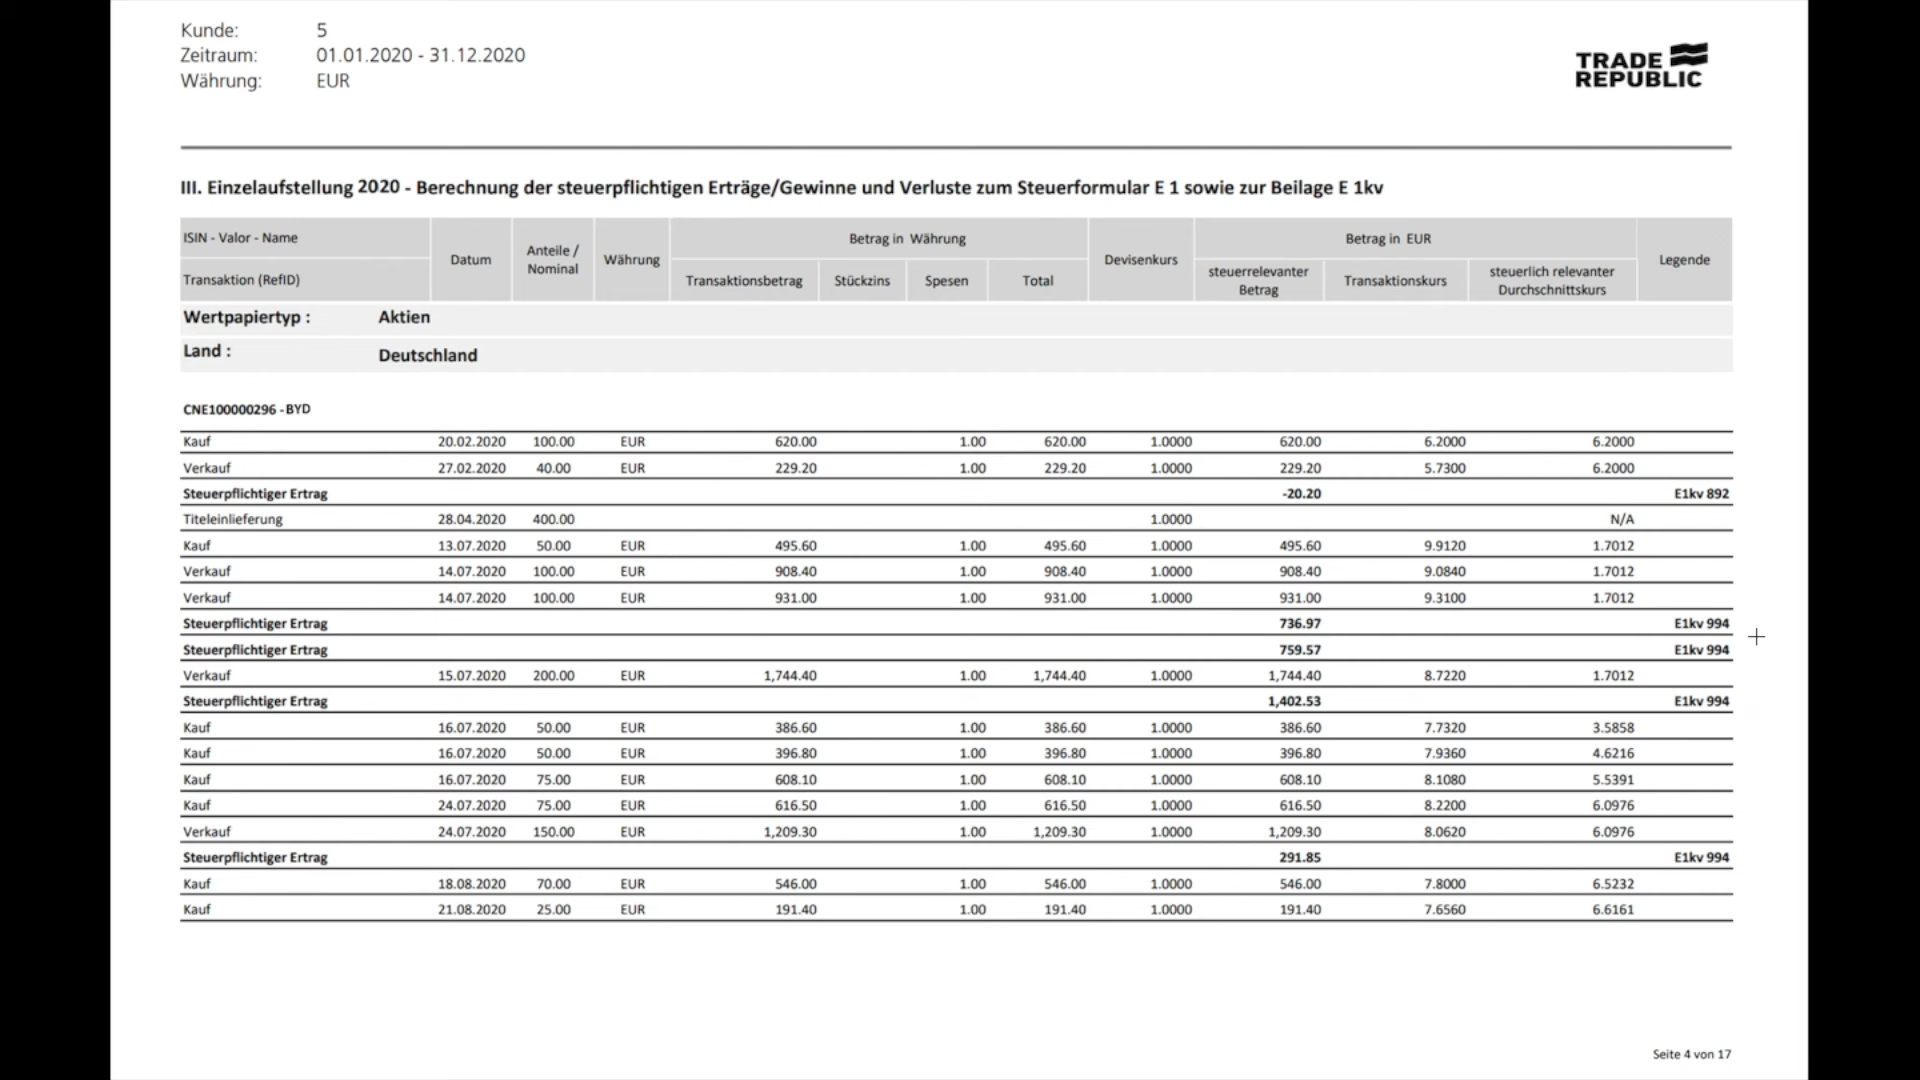 Kunde: 5
Zeitraum: 01.01.2020 - 31.12.2020
Währung: EUR
TRADE
REPUBLIC
III. Einzelaufstellung 2020 - Berechnung der steuerpflichtigen Erträge/Gewinne und Verluste zum Steuerformular E 1 sowie zur Beilage E 1kv
ISIN - Valor - Name
Transaktion (RefID)
Datum
Anteile /
Nominal
Währung
Betrag in Währung
Transaktionsbetrag Stückzins Spesen Total
Devisenkurs
Betrag in EUR
steuerrelevanter
Betrag
Transaktionskurs
steuerlich relevanter
Durchschnittskurs
Legende
Wertpapiertyp : Aktien
Land : Deutschland
CNE100000296 - BYD
Kauf 20.02.2020 100.00 EUR 620.00 1.00 620.00 1.0000 620.00 6.2000 6.2000
Verkauf 27.02.2020 40.00 EUR 229.20 1.00 229.20 1.0000 229.20 5.7300 6.2000
Steuerpflichtiger Ertrag -20.20 E1kv 892
Titeleinlieferung 28.04.2020 400.00 1.0000 N/A
Kauf 13.07.2020 50.00 EUR 495.60 1.00 495.60 1.0000 495.60 9.9120 1.7012
Verkauf 14.07.2020 100.00 EUR 908.40 1.00 908.40 1.0000 908.40 9.0840 1.7012
Verkauf 14.07.2020 100.00 EUR 931.00 1.00 931.00 1.0000 931.00 9.3100 1.7012
Steuerpflichtiger Ertrag 736.97 E1kv 994
Steuerpflichtiger Ertrag 759.57 E1kv 994
Verkauf 15.07.2020 200.00 EUR 1,744.40 1.00 1,744.40 1.0000 1,744.40 8.7220 1.7012
Steuerpflichtiger Ertrag 1,402.53 E1kv 994
Kauf 16.07.2020 50.00 EUR 386.60 1.00 386.60 1.0000 386.60 7.7320 3.5858
Kauf 16.07.2020 50.00 EUR 396.80 1.00 396.80 1.0000 396.80 7.9360 4.6216
Kauf 16.07.2020 75.00 EUR 608.10 1.00 608.10 1.0000 608.10 8.1080 5.5391
Kauf 24.07.2020 75.00 EUR 616.50 1.00 616.50 1.0000 616.50 8.2200 6.0976
Verkauf 24.07.2020 150.00 EUR 1,209.30 1.00 1,209.30 1.0000 1,209.30 8.0620 6.0976
Steuerpflichtiger Ertrag 291.85 E1kv 994
Kauf 18.08.2020 70.00 EUR 546.00 1.00 546.00 1.0000 546.00 7.8000 6.5232
Kauf 21.08.2020 25.00 EUR 191.40 1.00 191.40 1.0000 191.40 7.6560 6.6161
Seite 4 von 17